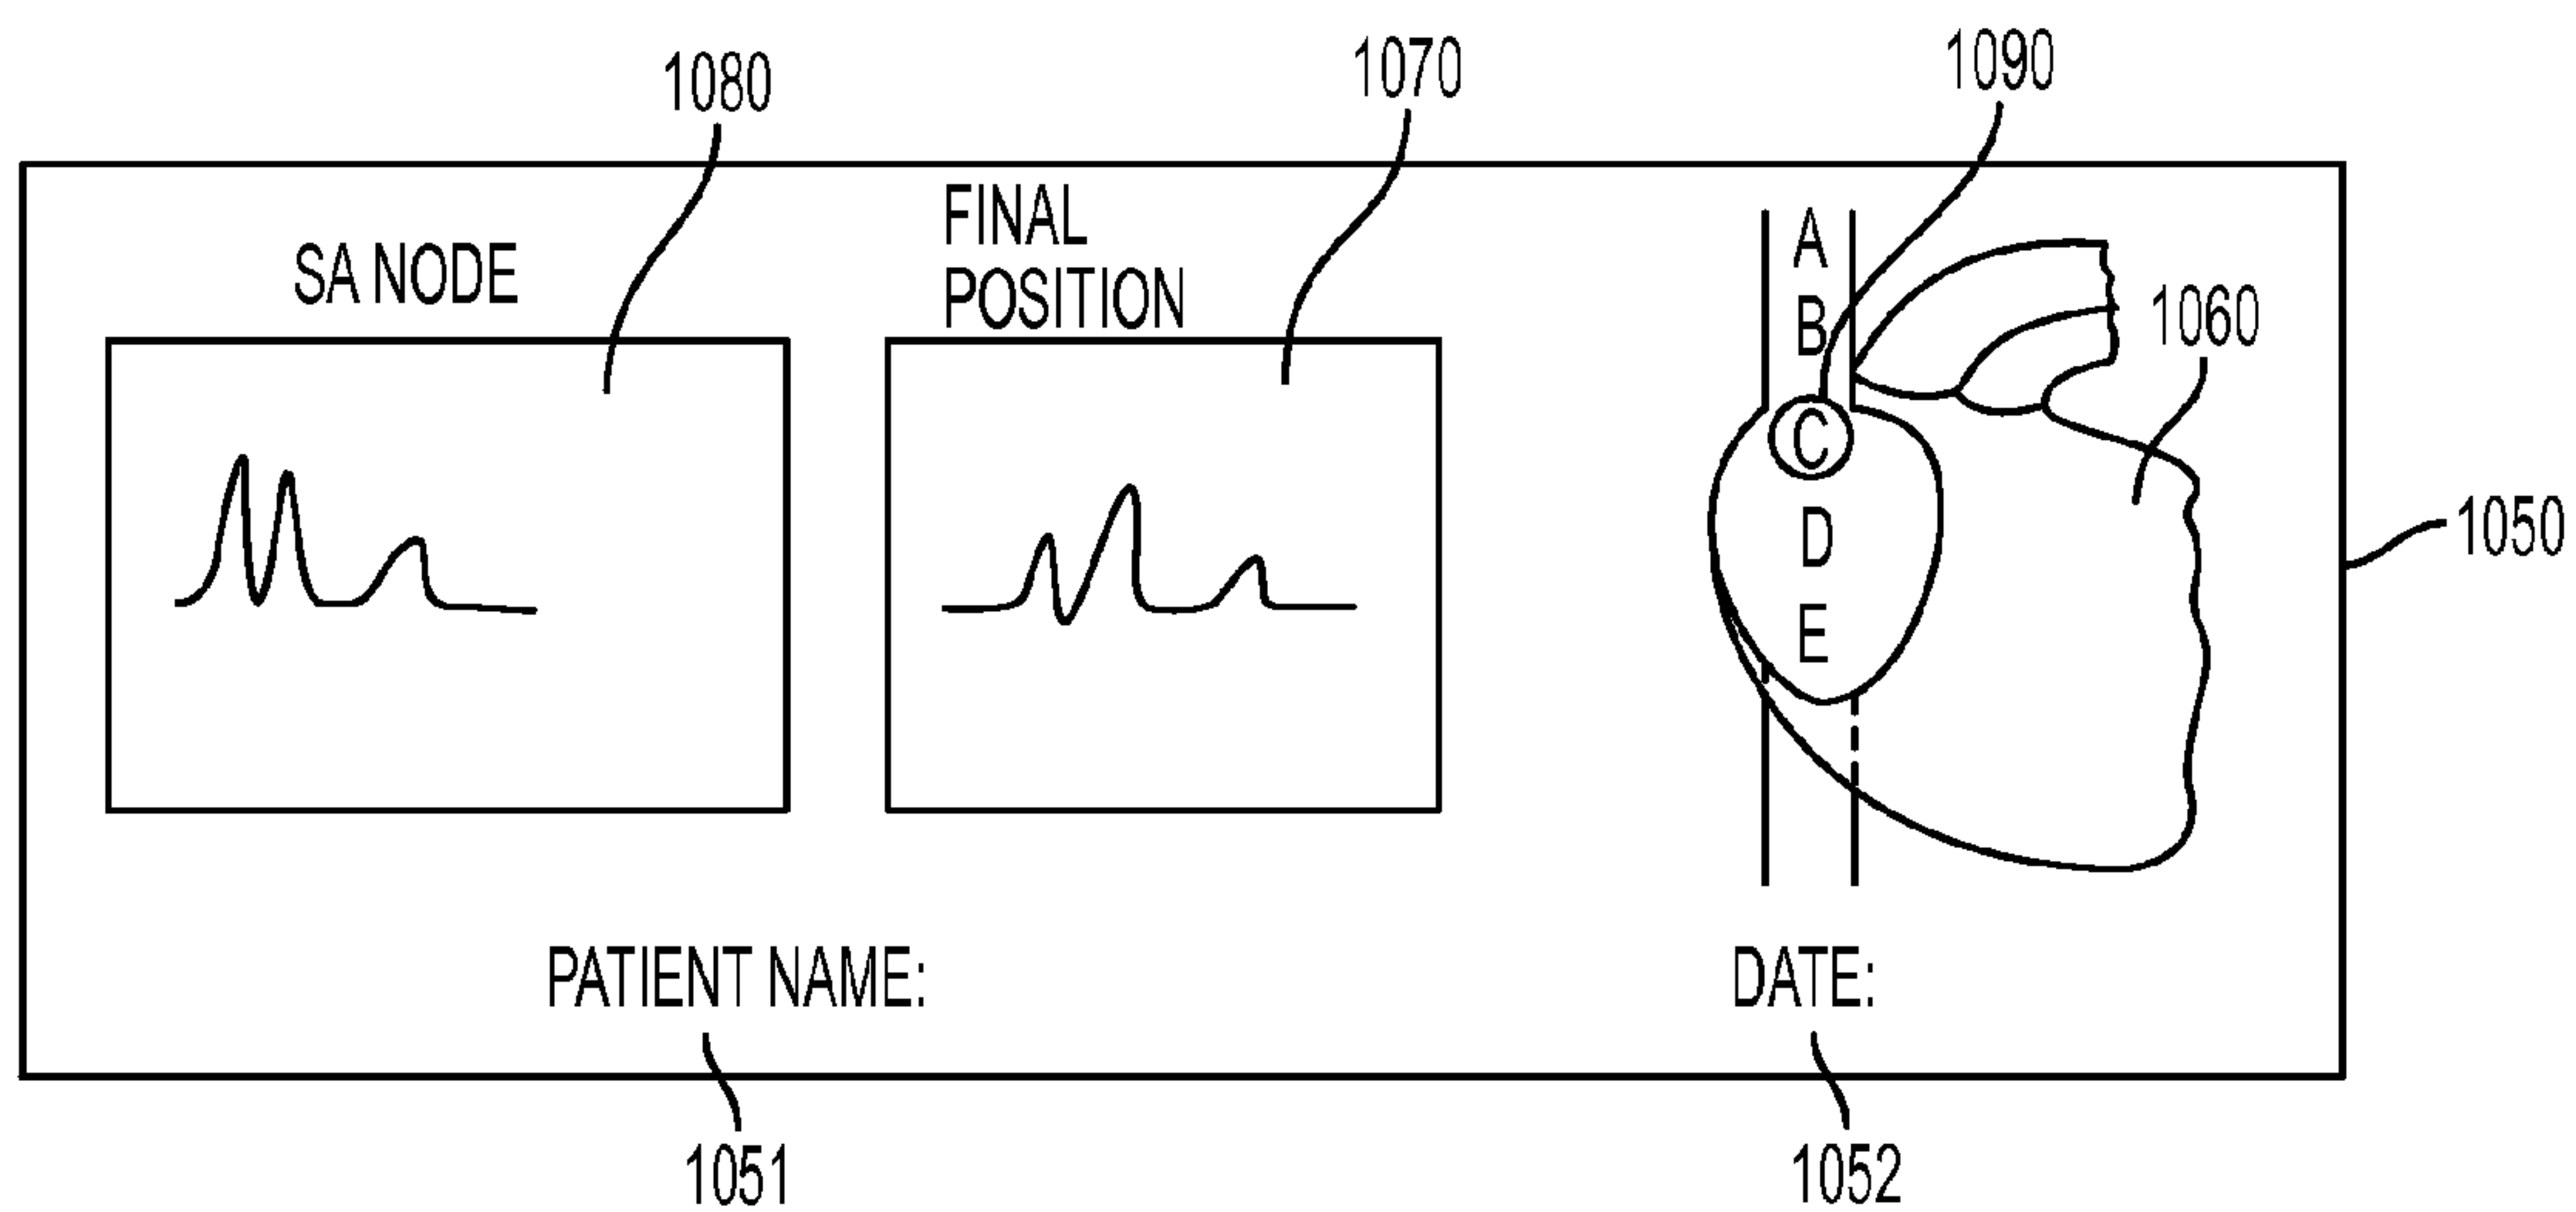 1080
1070
1090
SA NODE
FINAL
POSITION
A
B
C
D
E
1060
1050
PATIENT NAME:
DATE:
1051
1052